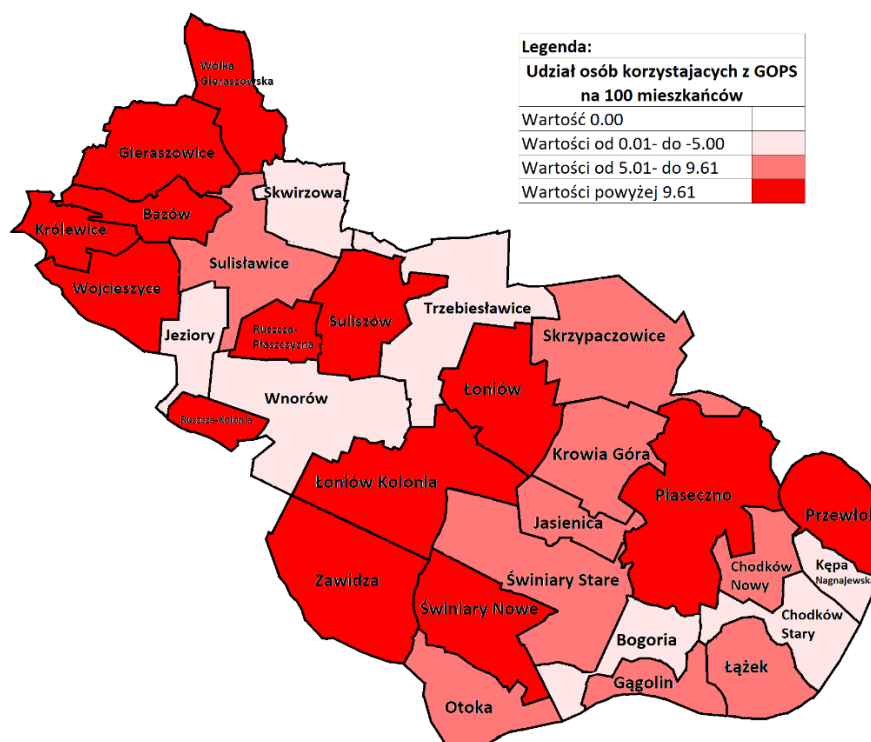 Legenda:
Udział osób korzystajacych z GOPS
na 100 mieszkańców
Wartość 0.00
Wartości od 0.01- do -5.00
Wartości od 5.01- do 9.61
Wartości powyżej 9.61
Wólka
Gieraszowska
Gieraszowice
Skwirzowa
Bazów
Królewice
Sulisławice
Wojcieszyce
Trzebiesławice
Suliszów
Jeziory
Ruszcza-
Płaszczyzna
Skrzypaczowice
Łoniów
Wnorów
Ruszcza-Kolonia
Krowia Góra
Łoniów Kolonia
Piaseczno
Przewłok
Jasienica
Chodków
Nowy
Kępa
Nagnajewska
Zawidza
Świniary Stare
Świniary Nowe
Chodków
Stary
Bogoria
Łążek
Gągolin
Otoka